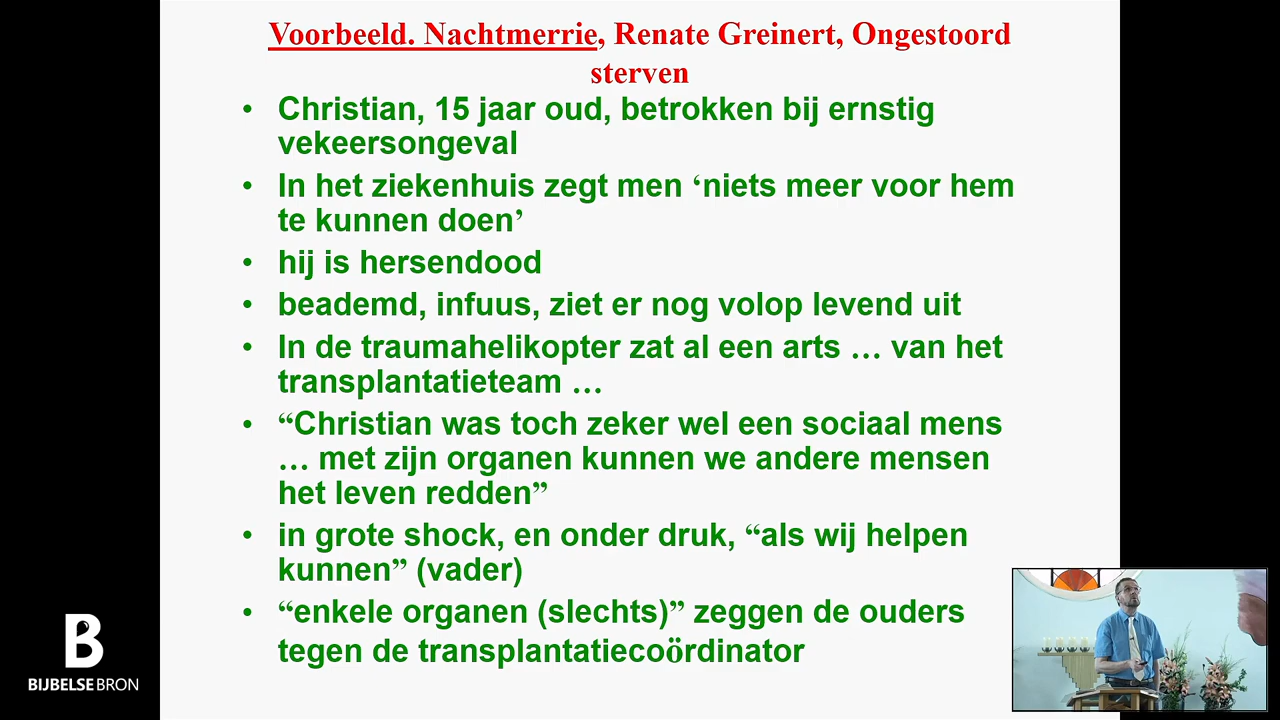 Voorbeeld. Nachtmerrie, Renate Greinert, Ongestoord
sterven
• Christian, 15 jaar oud, betrokken bij ernstig
vekeersongeval
• In het ziekenhuis zegt men ‘niets meer voor hem
te kunnen doen’
• hij is hersendood
• beademd, infuus, ziet er nog volop levend uit
• In de traumahelikopter zat al een arts … van het
transplantatieteam …
• “Christian was toch zeker wel een sociaal mens
… met zijn organen kunnen we andere mensen
het leven redden”
• in grote shock, en onder druk, “als wij helpen
kunnen” (vader)
• “enkele organen (slechts)” zeggen de ouders
tegen de transplantatiecoördinator
B
BIJBELSEBRON